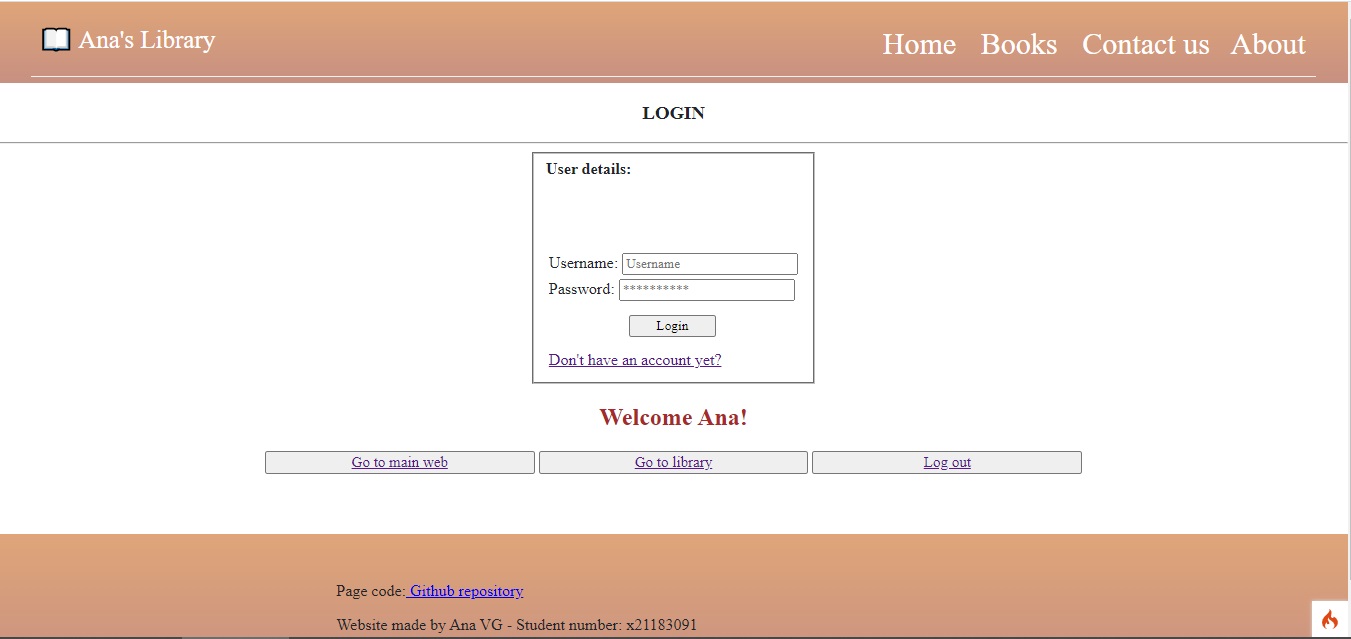 Ana's Library
Home Books Contact us About
LOGIN
User details:
Username: Username
Password: **********
Login
Don't have an account yet?
Welcome Ana!
Go to main web Go to library Log out
Page code: Github repository
Website made by Ana VG - Student number: x21183091